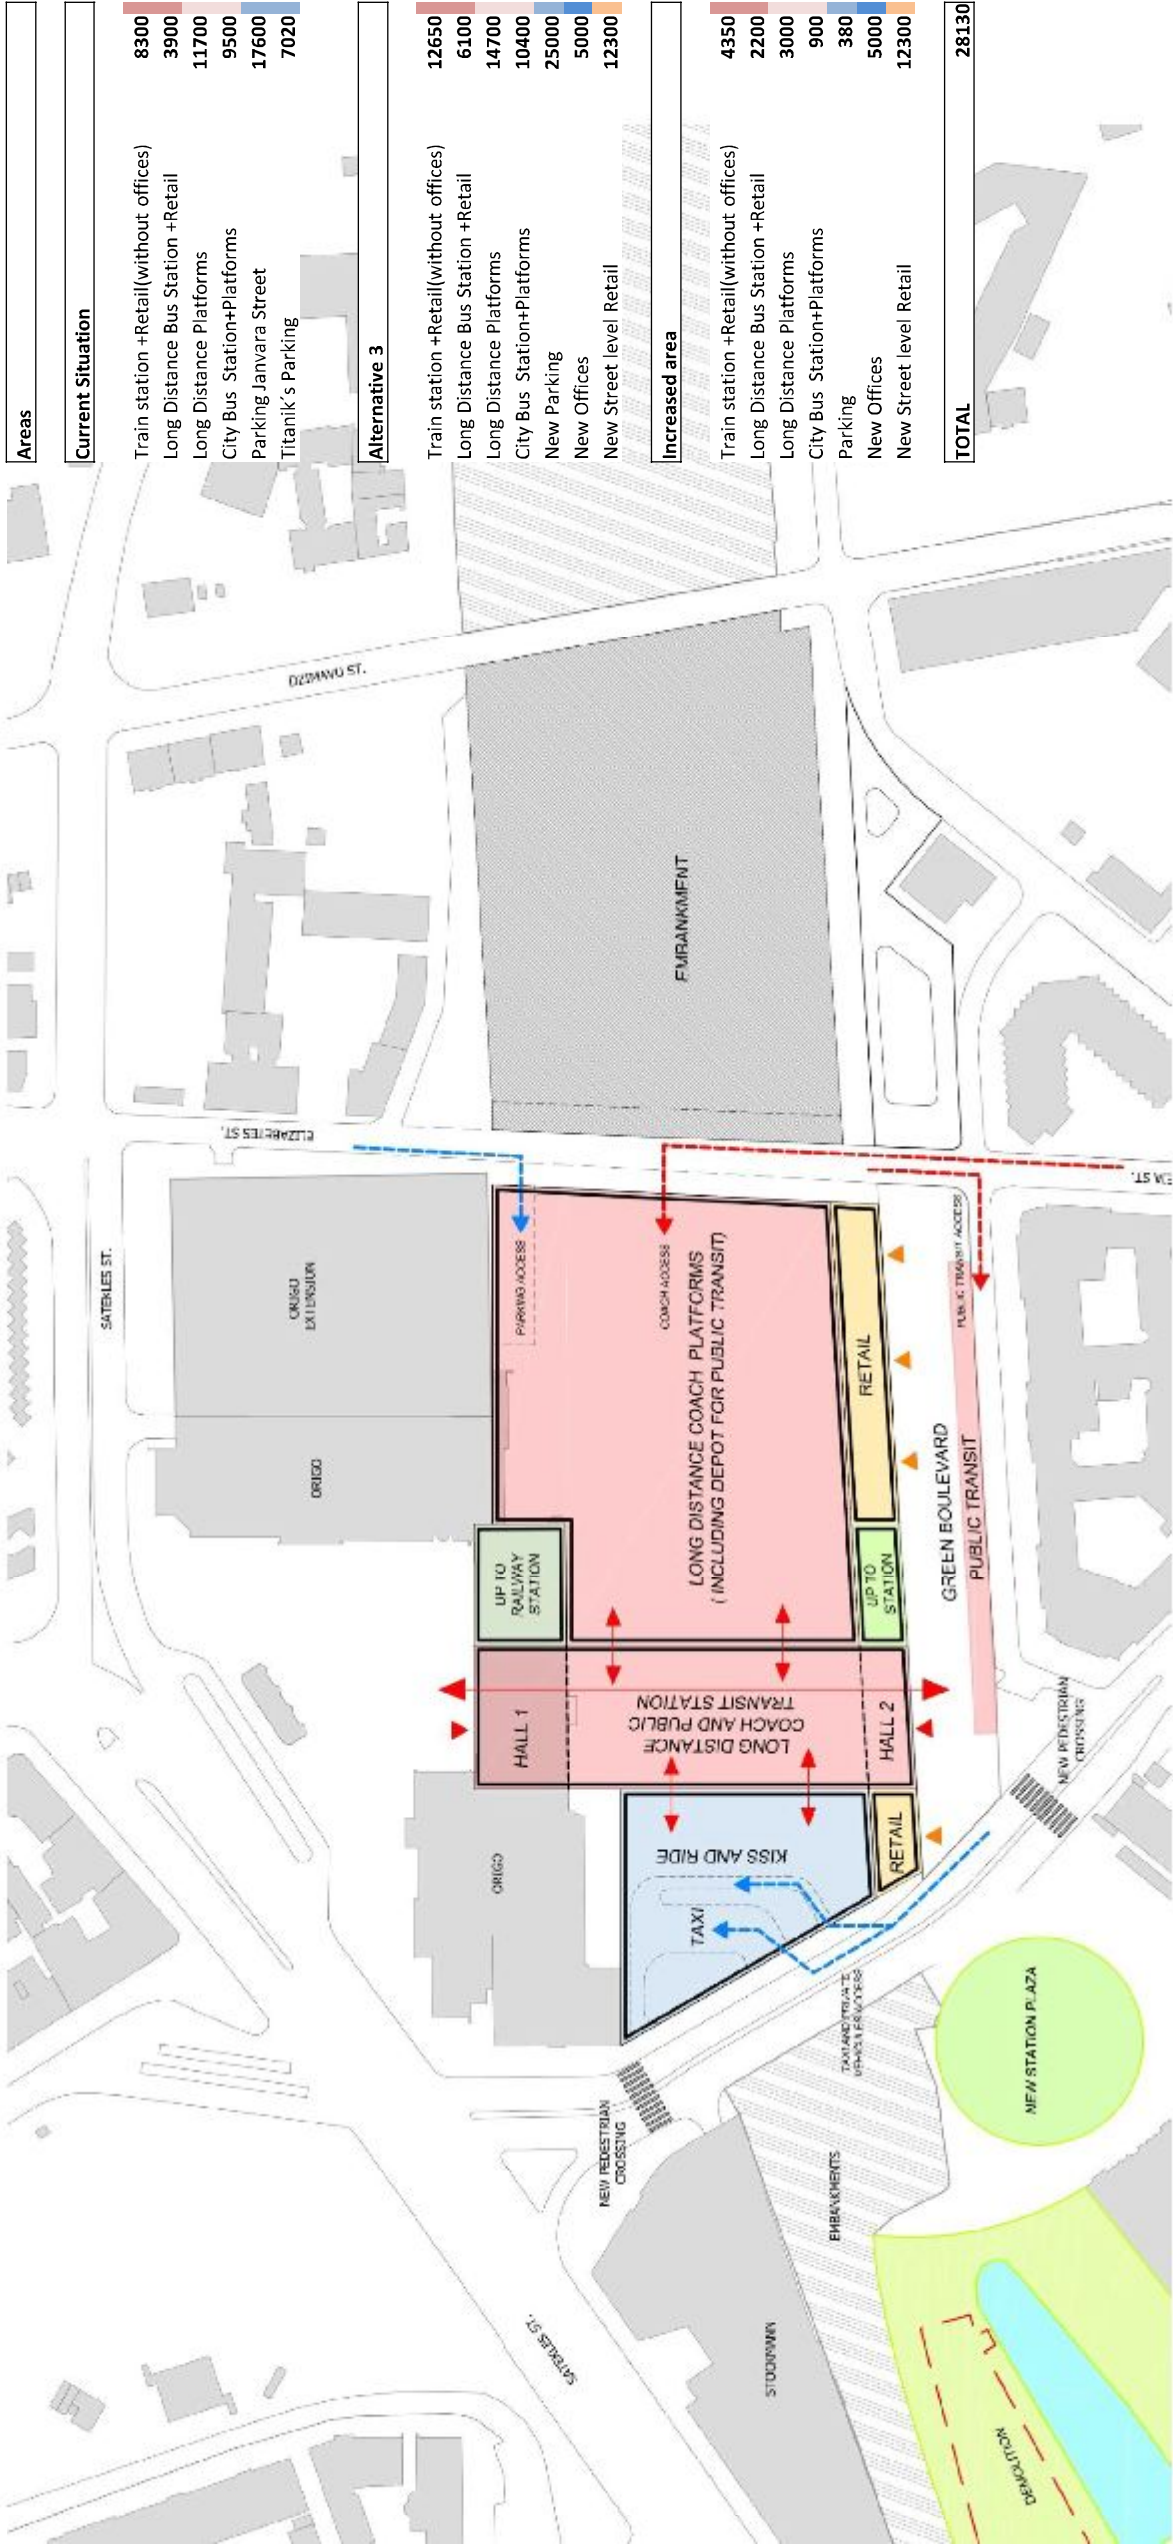 Areas
Current Situation
Train station +Retail(without offices) 8300
Long Distance Bus Station +Retail 3900
Long Distance Platforms 11700
City Bus Station+Platforms 9500
Parking Janvara Street 17600
Titanik´s Parking 7020
Alternative 3
Train station +Retail(without offices) 12650
Long Distance Bus Station +Retail 6100
Long Distance Platforms 14700
City Bus Station+Platforms 10400
New Parking 25000
New Offices 5000
New Street level Retail 12300
Increased area
Train station +Retail(without offices) 4350
Long Distance Bus Station +Retail 2200
Long Distance Platforms 3000
City Bus Station+Platforms 900
Parking 380
New Offices 5000
New Street level Retail 12300
TOTAL 28130
DZIRNAVU ST.
EMBANKMENT
ELIZABETES ST.
SATEKLES ST.
ORIGO
EXTENSION
ORIGO
PARKING ACCESS
COACH ACCESS
LONG DISTANCE COACH PLATFORMS
( INCLUDING DEPOT FOR PUBLIC TRANSIT)
RETAIL
PUBLIC TRANSIT ACCESS
GREEN BOULEVARD
PUBLIC TRANSIT
UP TO
RAILWAY
STATION
UP TO
STATION
HALL 1
LONG DISTANCE
COACH AND PUBLIC
TRANSIT STATION
HALL 2
NEW PEDESTRIAN
CROSSING
ORIGO
KISS AND RIDE
TAXI
RETAIL
TAXI AND PRIVATE
VEHICLES ACCESS
NEW PEDESTRIAN
CROSSING
NEW STATION PLAZA
EMBANKMENTS
SATEKLES ST.
STOCKMANN
DEMOLITION